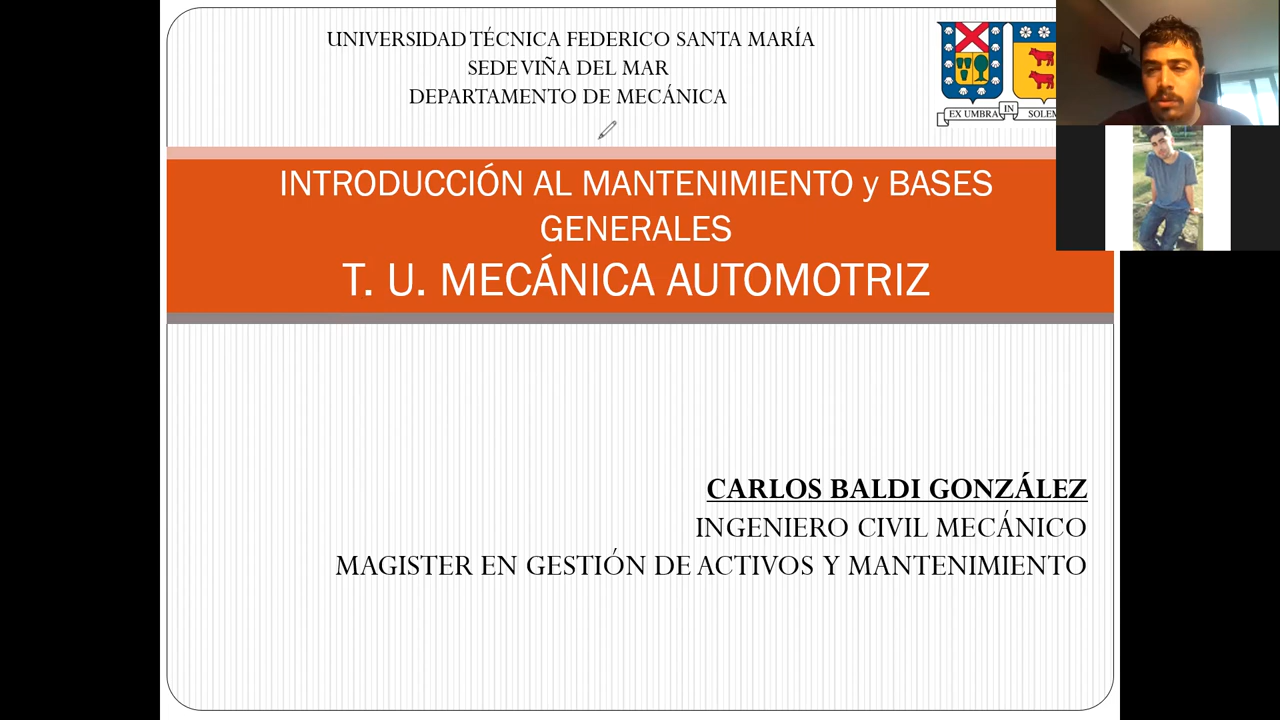 UNIVERSIDAD TÉCNICA FEDERICO SANTA MARÍA
SEDE VIÑA DEL MAR
DEPARTAMENTO DE MECÁNICA
EX UMBRA IN SOLEM
INTRODUCCIÓN AL MANTENIMIENTO y BASES
GENERALES
T. U. MECÁNICA AUTOMOTRIZ
CARLOS BALDI GONZÁLEZ
INGENIERO CIVIL MECÁNICO
MAGISTER EN GESTIÓN DE ACTIVOS Y MANTENIMIENTO